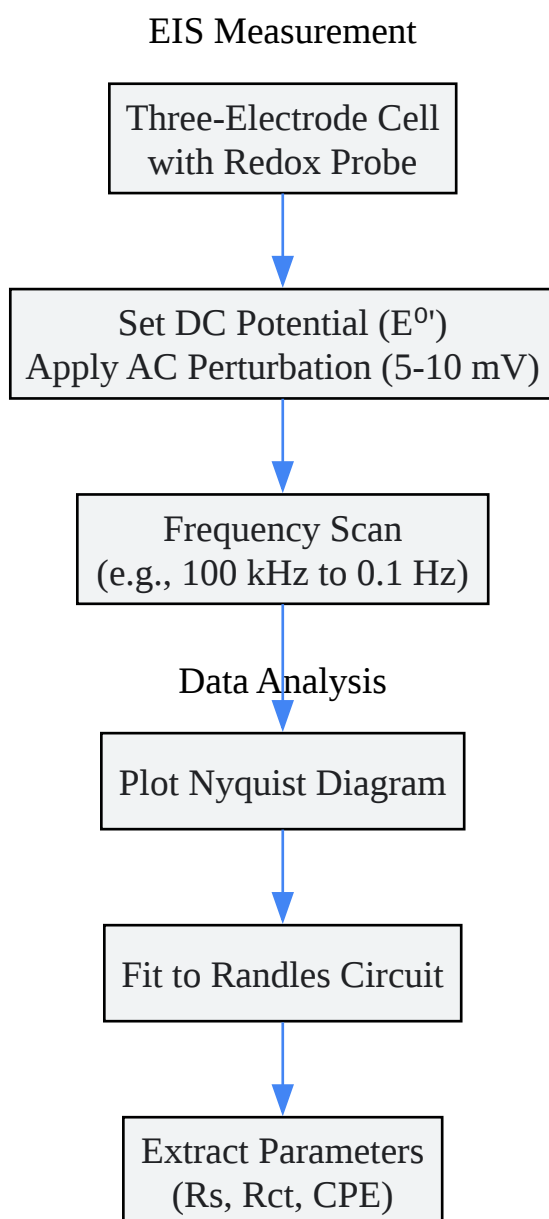 EIS Measurement
Three-Electrode Cell
with Redox Probe
Set DC Potential (E⁰')
Apply AC Perturbation (5-10 mV)
Frequency Scan
(e.g., 100 kHz to 0.1 Hz)
Data Analysis
Plot Nyquist Diagram
Fit to Randles Circuit
Extract Parameters
(Rs, Rct, CPE)